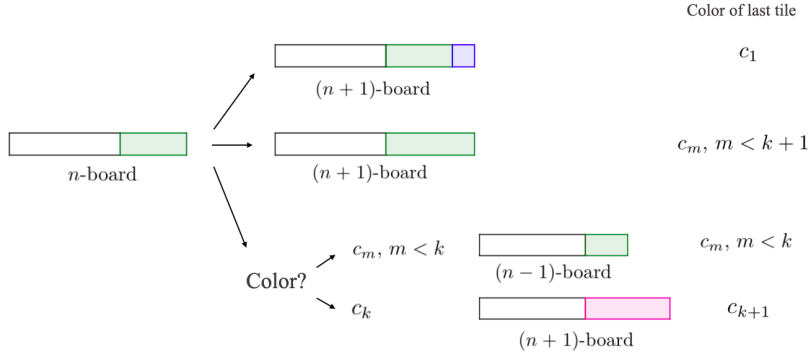 Color of last tile
$c_1$
$(n+1)$-board
$n$-board
$(n+1)$-board
$c_m$, $m < k+1$
Color?
$c_m$, $m < k$
$(n-1)$-board
$c_m$, $m < k$
$c_k$
$(n+1)$-board
$c_{k+1}$